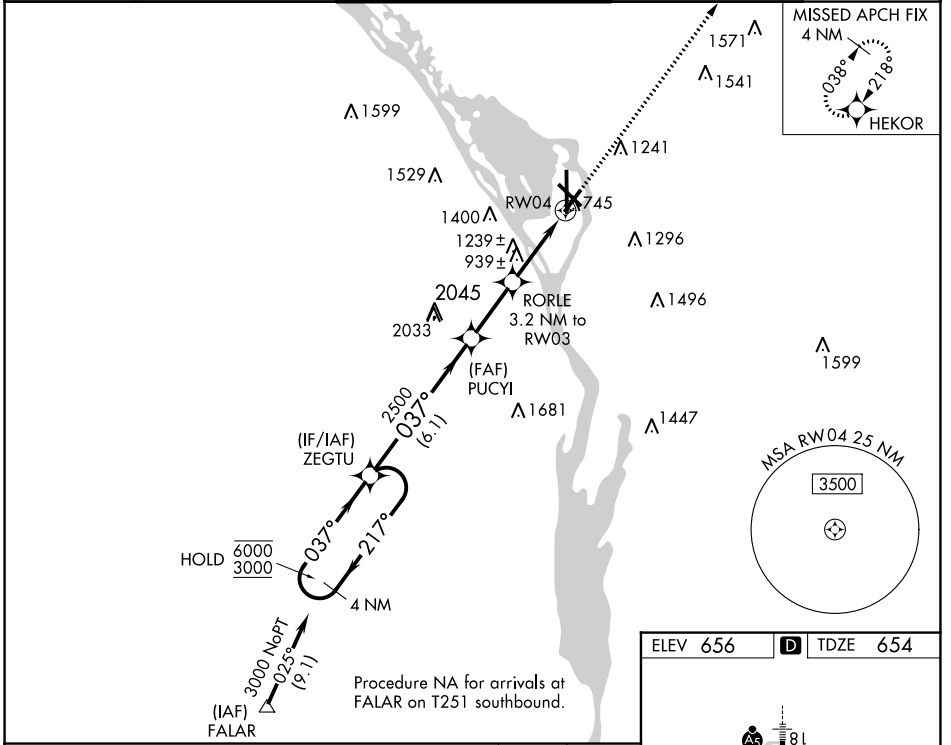 MISSED APCH FIX
4 NM
038°
218°
HEKOR
1571
1541
1599
1241
1529
RW04
745
1400
1239 ±
939 ±
1296
2045
RORLE
3.2 NM to
RW03
1496
2033
1599
(FAF)
PUCYI
2500
037°
(6.1)
1681
1447
(IF/IAF)
ZEGTU
MSA RW04 25 NM
3500
037°
217°
HOLD
6000
3000
4 NM
3000 NoPT
025°
(9.1)
(IAF)
FALAR
Procedure NA for arrivals at
FALAR on T251 southbound.
ELEV 656
D
TDZE 654
A5
18